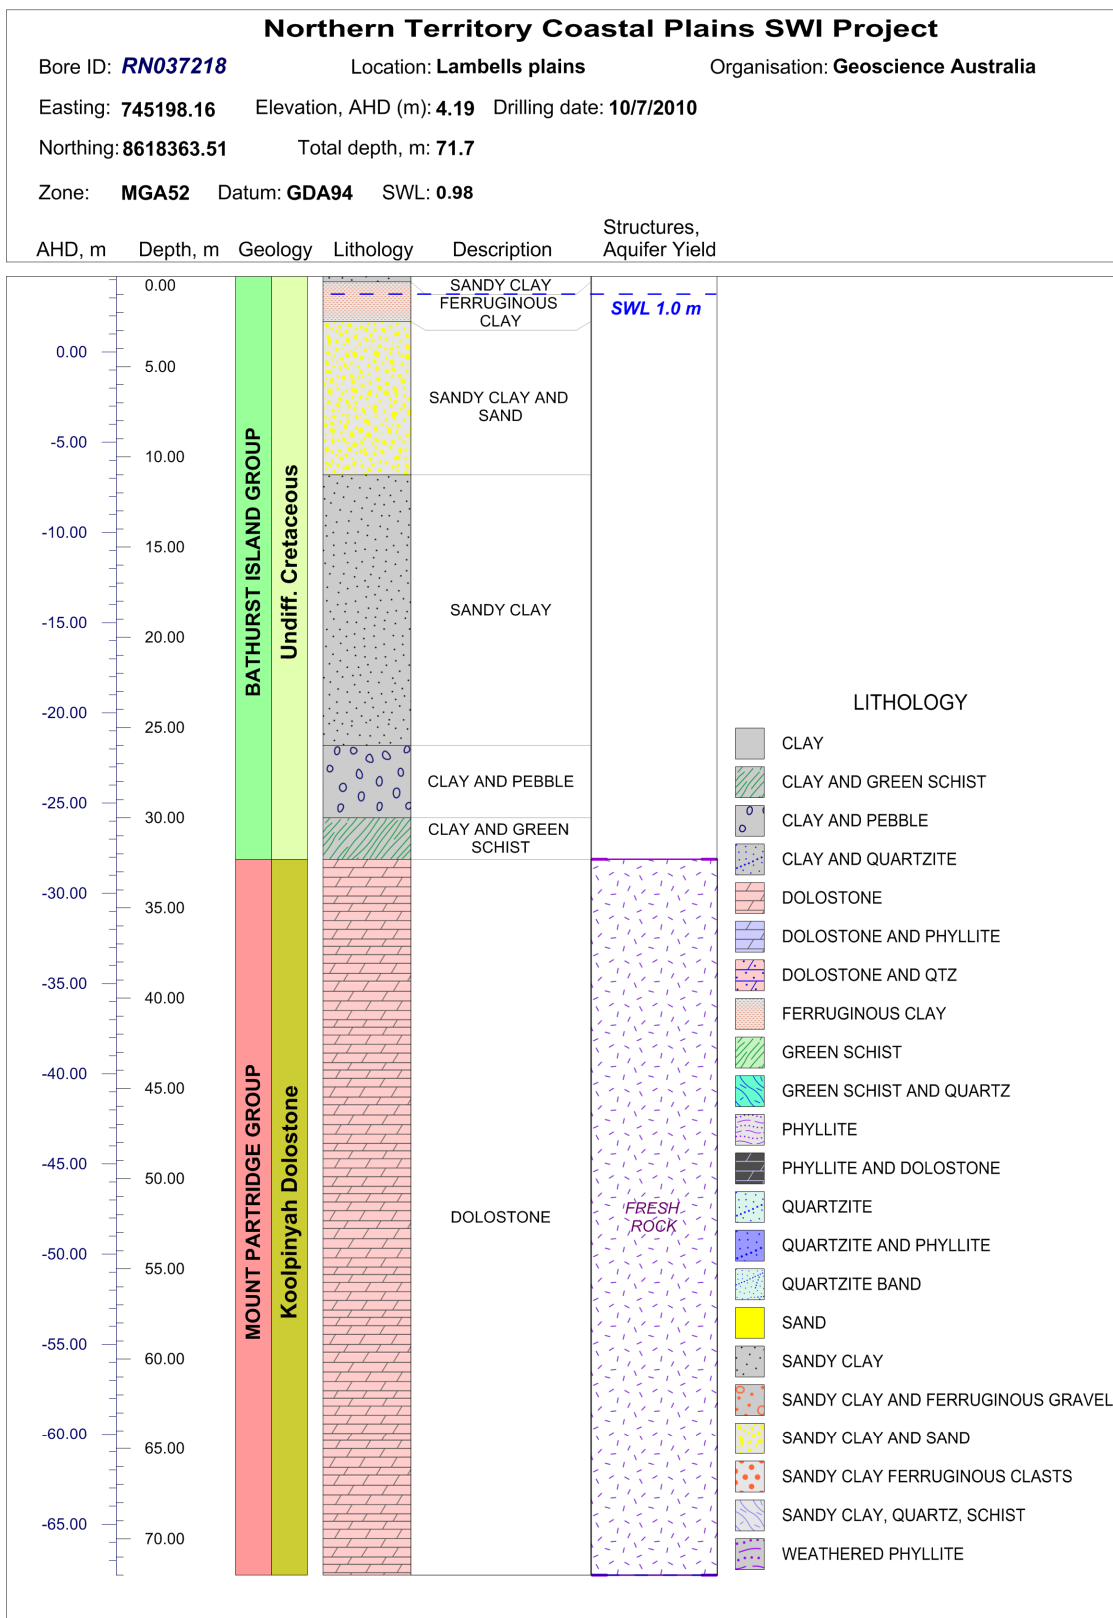 Northern Territory Coastal Plains SWI Project
Bore ID: RN037218 Location: Lambells plains Organisation: Geoscience Australia
Easting: 745198.16 Elevation, AHD (m): 4.19 Drilling date: 10/7/2010
Northing: 8618363.51 Total depth, m: 71.7
Zone: MGA52 Datum: GDA94 SWL: 0.98
AHD, m Depth, m Geology Lithology Description Structures,
Aquifer Yield
0.00
-5.00
-10.00
-15.00
-20.00
-25.00
-30.00
-35.00
-40.00
-45.00
-50.00
-55.00
-60.00
-65.00
0.00
5.00
10.00
15.00
20.00
25.00
30.00
35.00
40.00
45.00
50.00
55.00
60.00
65.00
70.00
BATHURST ISLAND GROUP
Undiff. Cretaceous
MOUNT PARTRIDGE GROUP
Koolpinyah Dolostone
SANDY CLAY
FERRUGINOUS
CLAY
SANDY CLAY AND
SAND
SANDY CLAY
CLAY AND PEBBLE
CLAY AND GREEN
SCHIST
DOLOSTONE
SWL 1.0 m
FRESH
ROCK
LITHOLOGY
CLAY
CLAY AND GREEN SCHIST
CLAY AND PEBBLE
CLAY AND QUARTZITE
DOLOSTONE
DOLOSTONE AND PHYLLITE
DOLOSTONE AND QTZ
FERRUGINOUS CLAY
GREEN SCHIST
GREEN SCHIST AND QUARTZ
PHYLLITE
PHYLLITE AND DOLOSTONE
QUARTZITE
QUARTZITE AND PHYLLITE
QUARTZITE BAND
SAND
SANDY CLAY
SANDY CLAY AND FERRUGINOUS GRAVEL
SANDY CLAY AND SAND
SANDY CLAY FERRUGINOUS CLASTS
SANDY CLAY, QUARTZ, SCHIST
WEATHERED PHYLLITE